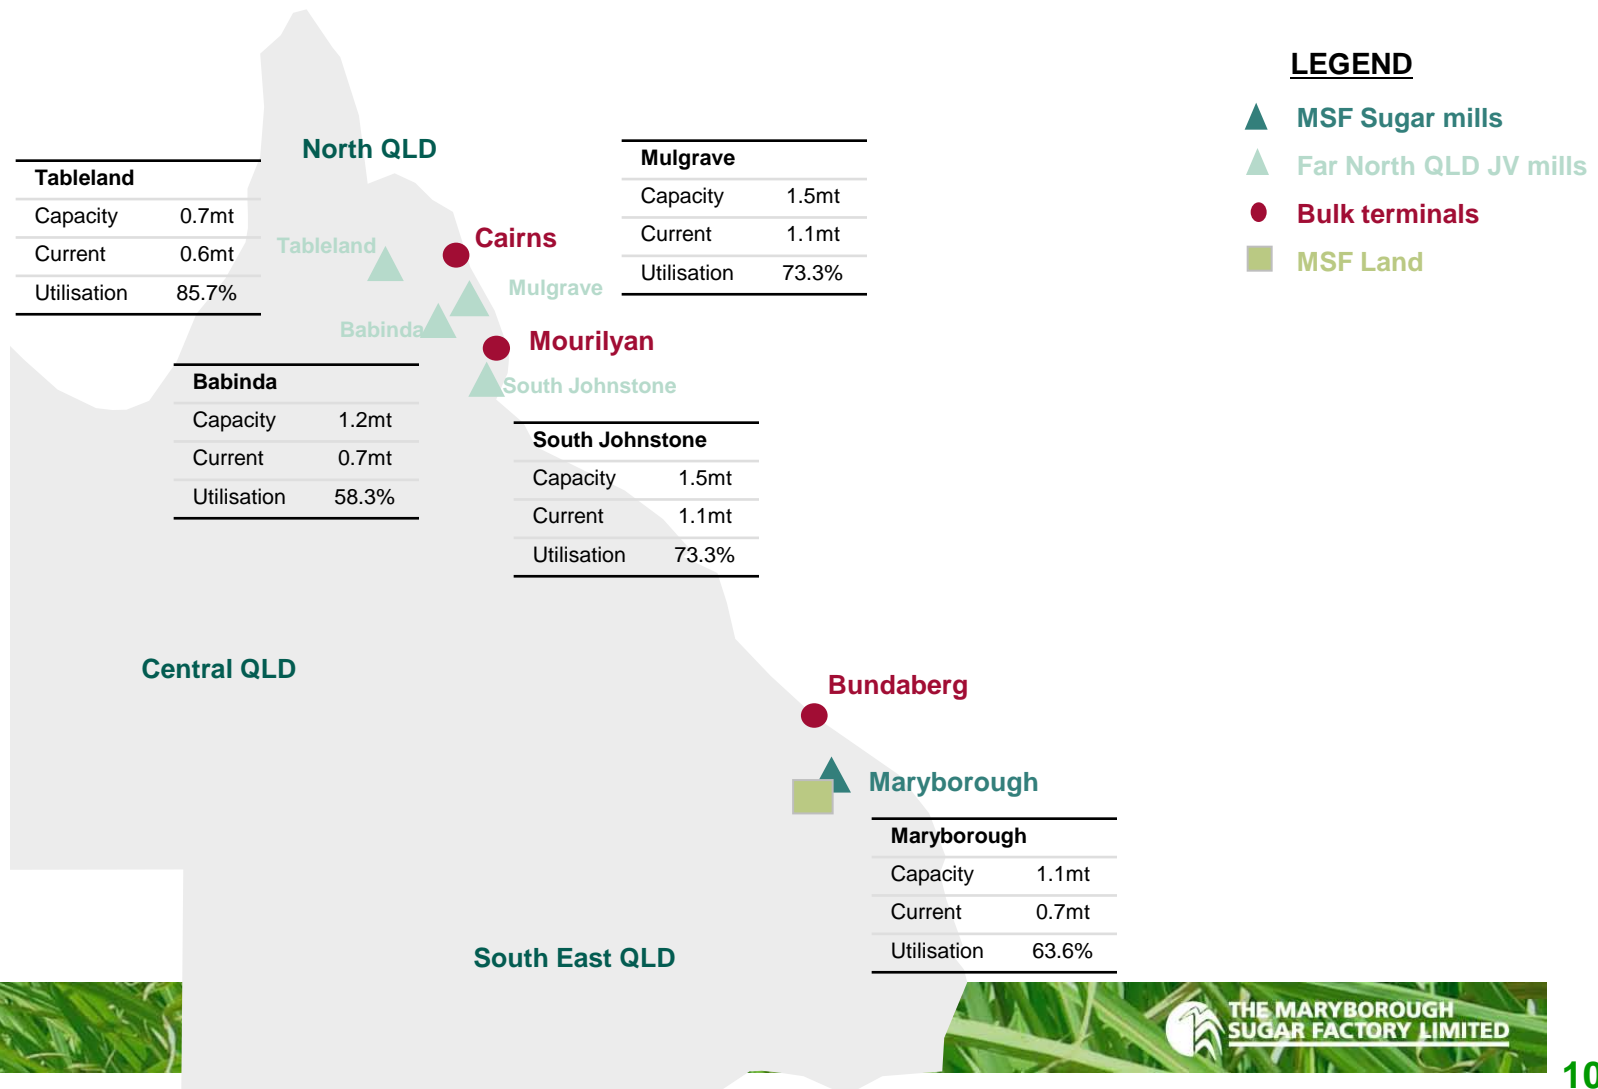 LEGEND
MSF Sugar mills
Far North QLD JV mills
Bulk terminals
MSF Land
North QLD
Tableland
Capacity 0.7mt
Current 0.6mt
Utilisation 85.7%
Mulgrave
Capacity 1.5mt
Current 1.1mt
Utilisation 73.3%
Tableland
Cairns
Mulgrave
Babinda
Mourilyan
South Johnstone
Babinda
Capacity 1.2mt
Current 0.7mt
Utilisation 58.3%
South Johnstone
Capacity 1.5mt
Current 1.1mt
Utilisation 73.3%
Central QLD
Bundaberg
Maryborough
Maryborough
Capacity 1.1mt
Current 0.7mt
Utilisation 63.6%
South East QLD
THE MARYBOROUGH
SUGAR FACTORY LIMITED
10